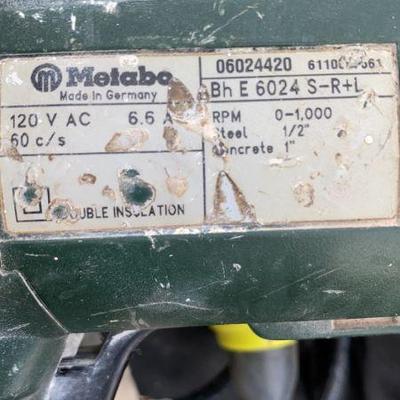 Metabo
Made in Germany
120 V AC 6.6 A
60 c/s
DOUBLE INSULATION
06024420
Bh E 6024 S-R+L
RPM 0-1,000
Steel 1/2"
Concrete 1"